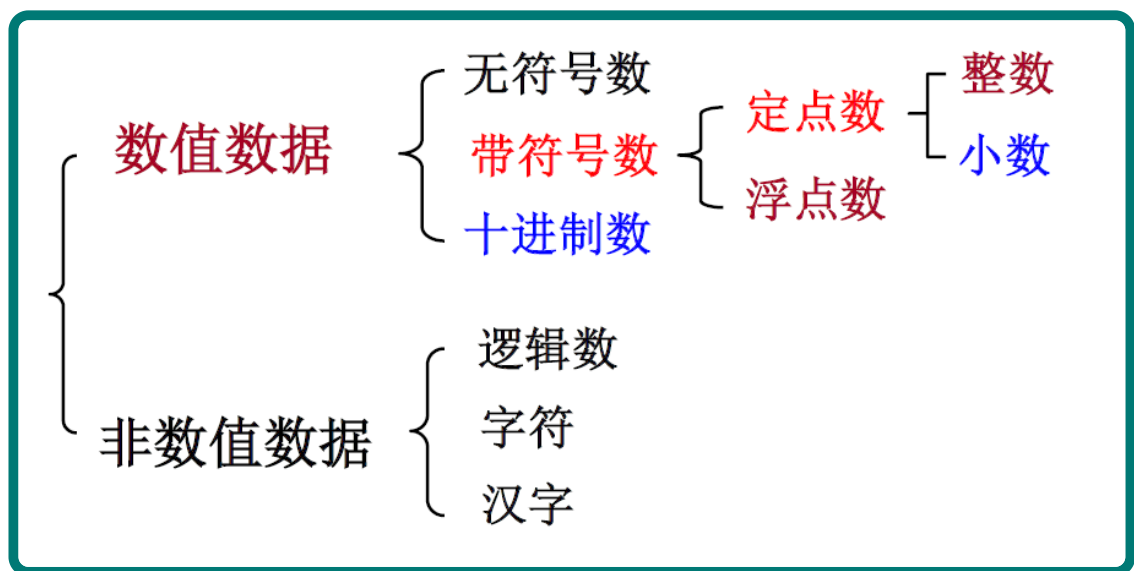 数值数据
无符号数
带符号数
十进制数
定点数
浮点数
整数
小数
非数值数据
逻辑数
字符
汉字